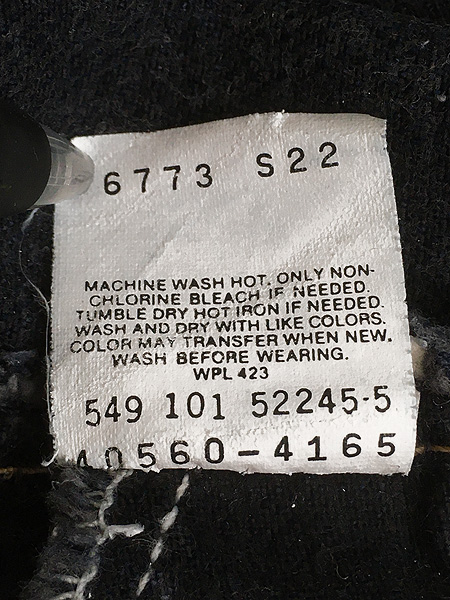 6773 S22
MACHINE WASH HOT. ONLY NON-
CHLORINE BLEACH IF NEEDED.
TUMBLE DRY HOT IRON IF NEEDED.
WASH AND DRY WITH LIKE COLORS.
COLOR MAY TRANSFER WHEN NEW.
WASH BEFORE WEARING.
WPL 423
549 101 52245-5
40560-4165